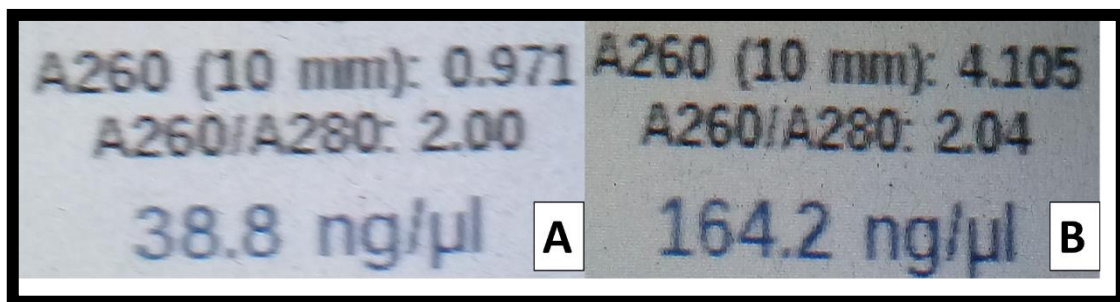 A260 (10 mm): 0.971
A260/A280: 2.00
38.8 ng/µl
A
A260 (10 mm): 4.105
A260/A280: 2.04
164.2 ng/µl
B